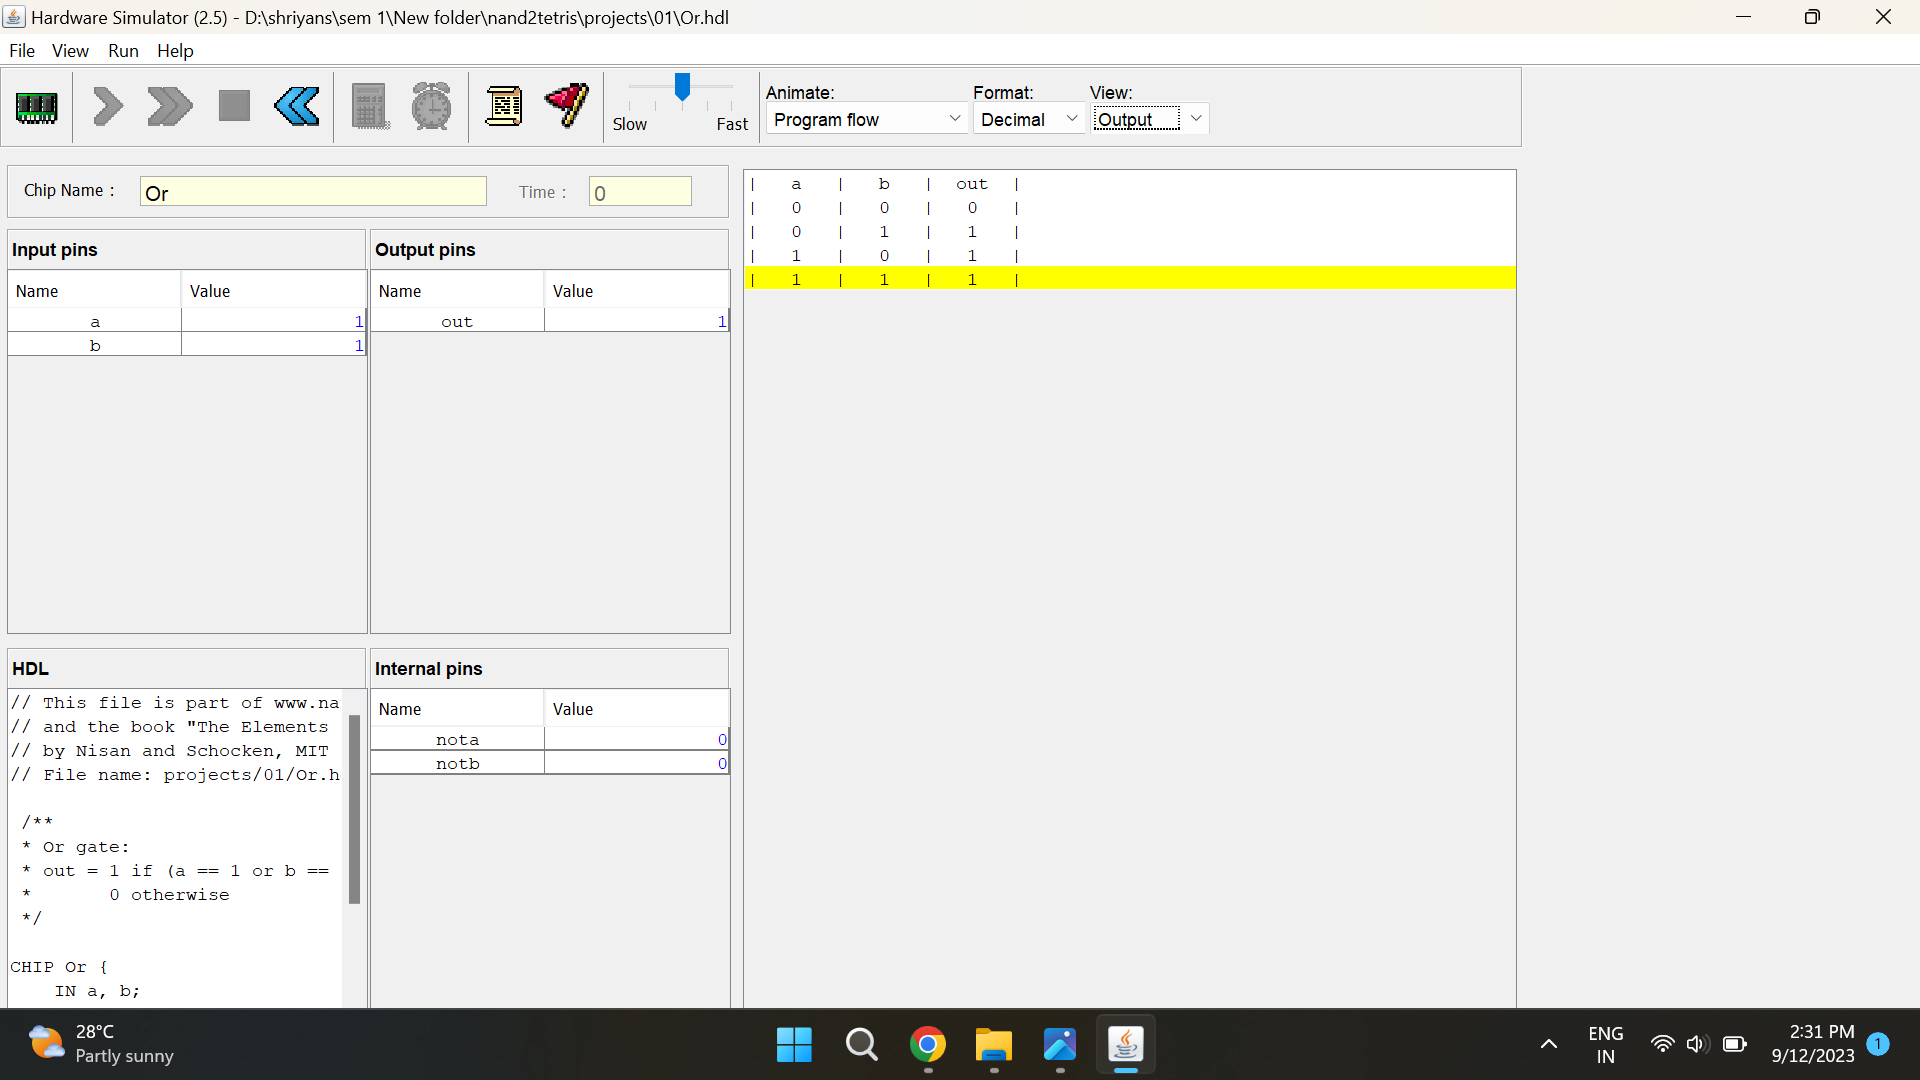 Hardware Simulator (2.5) - D:\shriyans\sem 1\New folder\nand2tetris\projects\01\Or.hdl
File View Run Help
Slow Fast
Animate: Format: View:
Program flow Decimal Output
Chip Name : Or Time : 0
Input pins
Name Value
a 1
b 1
Output pins
Name Value
out 1
| a | b | out |
| 0 | 0 | 0 |
| 0 | 1 | 1 |
| 1 | 0 | 1 |
| 1 | 1 | 1 |
HDL
// This file is part of www.na
// and the book "The Elements
// by Nisan and Schocken, MIT
// File name: projects/01/Or.h
/**
* Or gate:
* out = 1 if (a == 1 or b ==
* 0 otherwise
*/
CHIP Or {
IN a, b;
Internal pins
Name Value
nota 0
notb 0
28°C
Partly sunny
ENG
IN
2:31 PM
9/12/2023
1